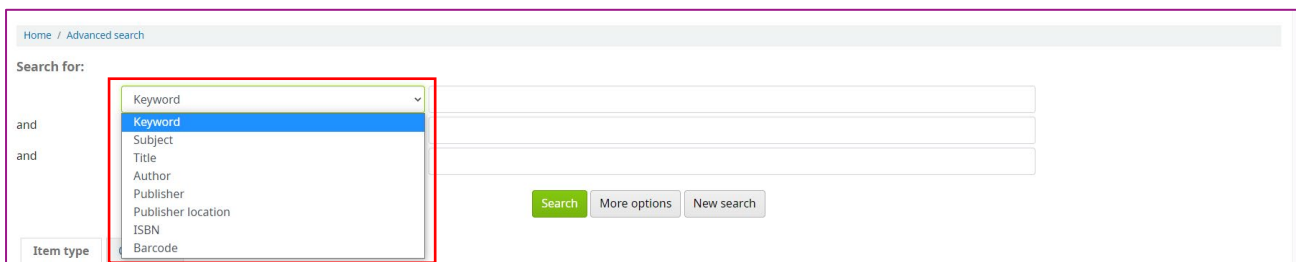 Home / Advanced search
Search for:
Keyword
Keyword
and
Subject
Title
and
Author
Publisher
Publisher location
Search More options New search
ISBN
Barcode
Item type